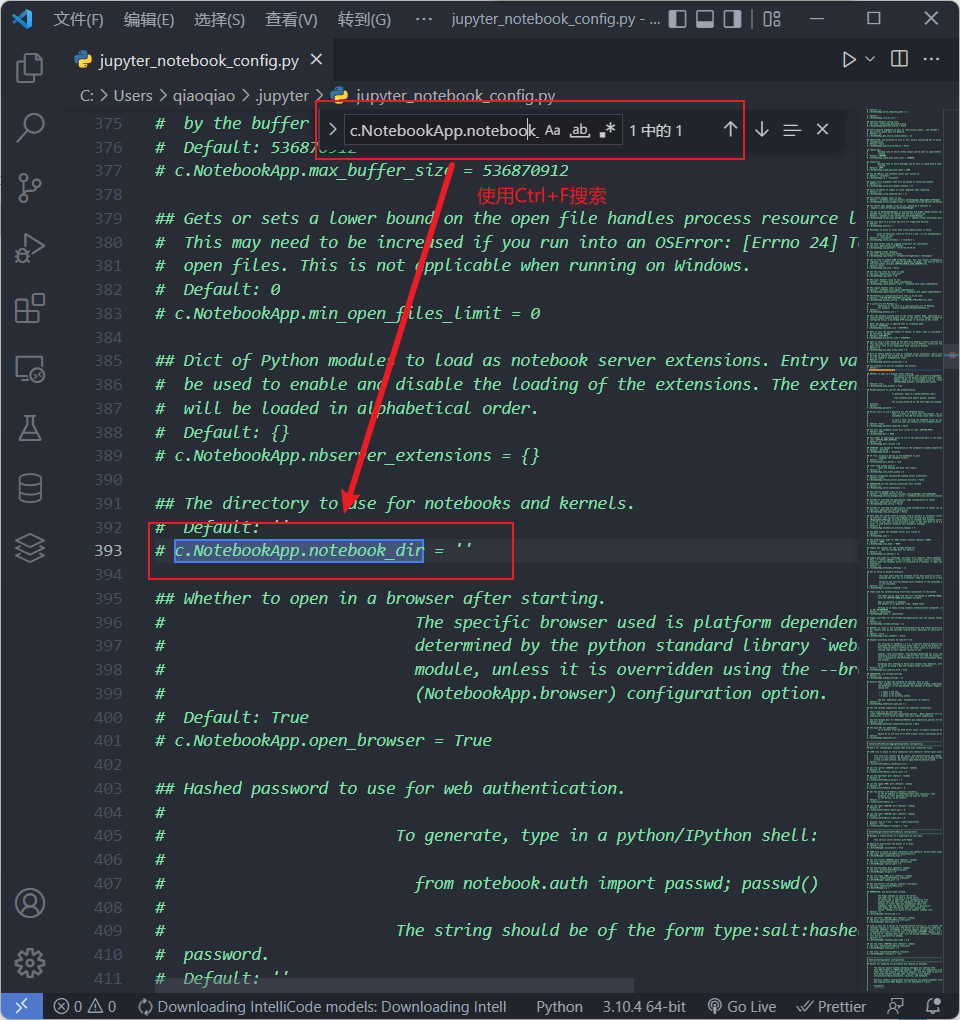 文件(F) 编辑(E) 选择(S) 查看(V) 转到(G) ··· jupyter_notebook_config.py - ...
jupyter_notebook_config.py
C: > Users > qiaoqiao > .jupyter > jupyter_notebook_config.py
c.NotebookApp.notebook_ Aa ab 1 中的 1
使用Ctrl+F搜索
375 # by the buffer
376 # Default: 536870912
377 # c.NotebookApp.max_buffer_size = 536870912
378
379 ## Gets or sets a lower bound on the open file handles process resource l
380 # This may need to be increased if you run into an OSError: [Errno 24] T
381 # open files. This is not applicable when running on Windows.
382 # Default: 0
383 # c.NotebookApp.min_open_files_limit = 0
384
385 ## Dict of Python modules to load as notebook server extensions. Entry va
386 # be used to enable and disable the loading of the extensions. The exten
387 # will be loaded in alphabetical order.
388 # Default: {}
389 # c.NotebookApp.nbserver_extensions = {}
390
391 ## The directory to use for notebooks and kernels.
392 # Default: ''
393 # c.NotebookApp.notebook_dir = ''
394
395 ## Whether to open in a browser after starting.
396 # The specific browser used is platform dependen
397 # determined by the python standard library `web
398 # module, unless it is overridden using the --br
399 # (NotebookApp.browser) configuration option.
400 # Default: True
401 # c.NotebookApp.open_browser = True
402
403 ## Hashed password to use for web authentication.
404 #
405 # To generate, type in a python/IPython shell:
406 #
407 # from notebook.auth import passwd; passwd()
408 #
409 # The string should be of the form type:salt:hashe
410 # password.
411 # Default: ''
0 0 Downloading IntelliCode models: Downloading Intell Python 3.10.4 64-bit Go Live Prettier